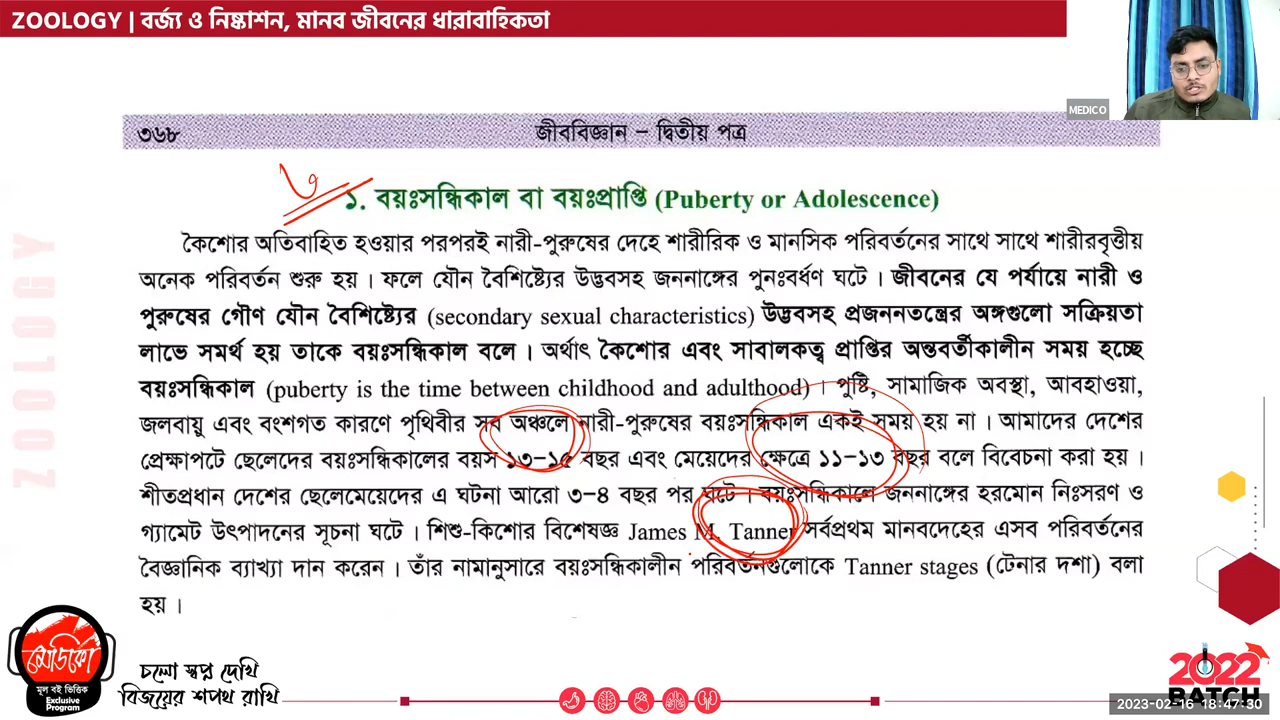 ZOOLOGY | বর্জ্য ও নিষ্কাশন, মানব জীবনের ধারাবাহিকতা
MEDICO
৩৬৮ জীববিজ্ঞান – দ্বিতীয় পত্র
১. বয়ঃসন্ধিকাল বা বয়ঃপ্রাপ্তি (Puberty or Adolescence)
কৈশোর অতিবাহিত হওয়ার পরপরই নারী-পুরুষের দেহে শারীরিক ও মানসিক পরিবর্তনের সাথে সাথে শারীরবৃত্তীয়
অনেক পরিবর্তন শুরু হয়। ফলে যৌন বৈশিষ্ট্যের উদ্ভবসহ জননাঙ্গের পুনঃবর্ধণ ঘটে। জীবনের যে পর্যায়ে নারী ও
পুরুষের গৌণ যৌন বৈশিষ্ট্যের (secondary sexual characteristics) উদ্ভবসহ প্রজননতন্ত্রের অঙ্গগুলো সক্রিয়তা
লাভে সমর্থ হয় তাকে বয়ঃসন্ধিকাল বলে। অর্থাৎ কৈশোর এবং সাবালকত্ব প্রাপ্তির অন্তবর্তীকালীন সময় হচ্ছে
বয়ঃসন্ধিকাল (puberty is the time between childhood and adulthood)। পুষ্টি, সামাজিক অবস্থা, আবহাওয়া,
জলবায়ু এবং বংশগত কারণে পৃথিবীর সব অঞ্চলে নারী-পুরুষের বয়ঃসন্ধিকাল একই সময় হয় না। আমাদের দেশের
প্রেক্ষাপটে ছেলেদের বয়ঃসন্ধিকালের বয়স ১৩–১৫ বছর এবং মেয়েদের ক্ষেত্রে ১১–১৩ বছর বলে বিবেচনা করা হয়।
শীতপ্রধান দেশের ছেলেমেয়েদের এ ঘটনা আরো ৩–৪ বছর পর ঘটে। বয়ঃসন্ধিকালে জননাঙ্গের হরমোন নিঃসরণ ও
গ্যামেট উৎপাদনের সূচনা ঘটে। শিশু-কিশোর বিশেষজ্ঞ James M. Tanner সর্বপ্রথম মানবদেহের এসব পরিবর্তনের
বৈজ্ঞানিক ব্যাখ্যা দান করেন। তাঁর নামানুসারে বয়ঃসন্ধিকালীন পরিবর্তনগুলোকে Tanner stages (টেনার দশা) বলা
হয়।
ZOOLOGY
মেডিকো
মূল বই ভিত্তিক
Exclusive
Program
চলো স্বপ্ন দেখি
বিজয়ের শপথ রাখি
2022
BATCH
2023-02-16 18:47:30